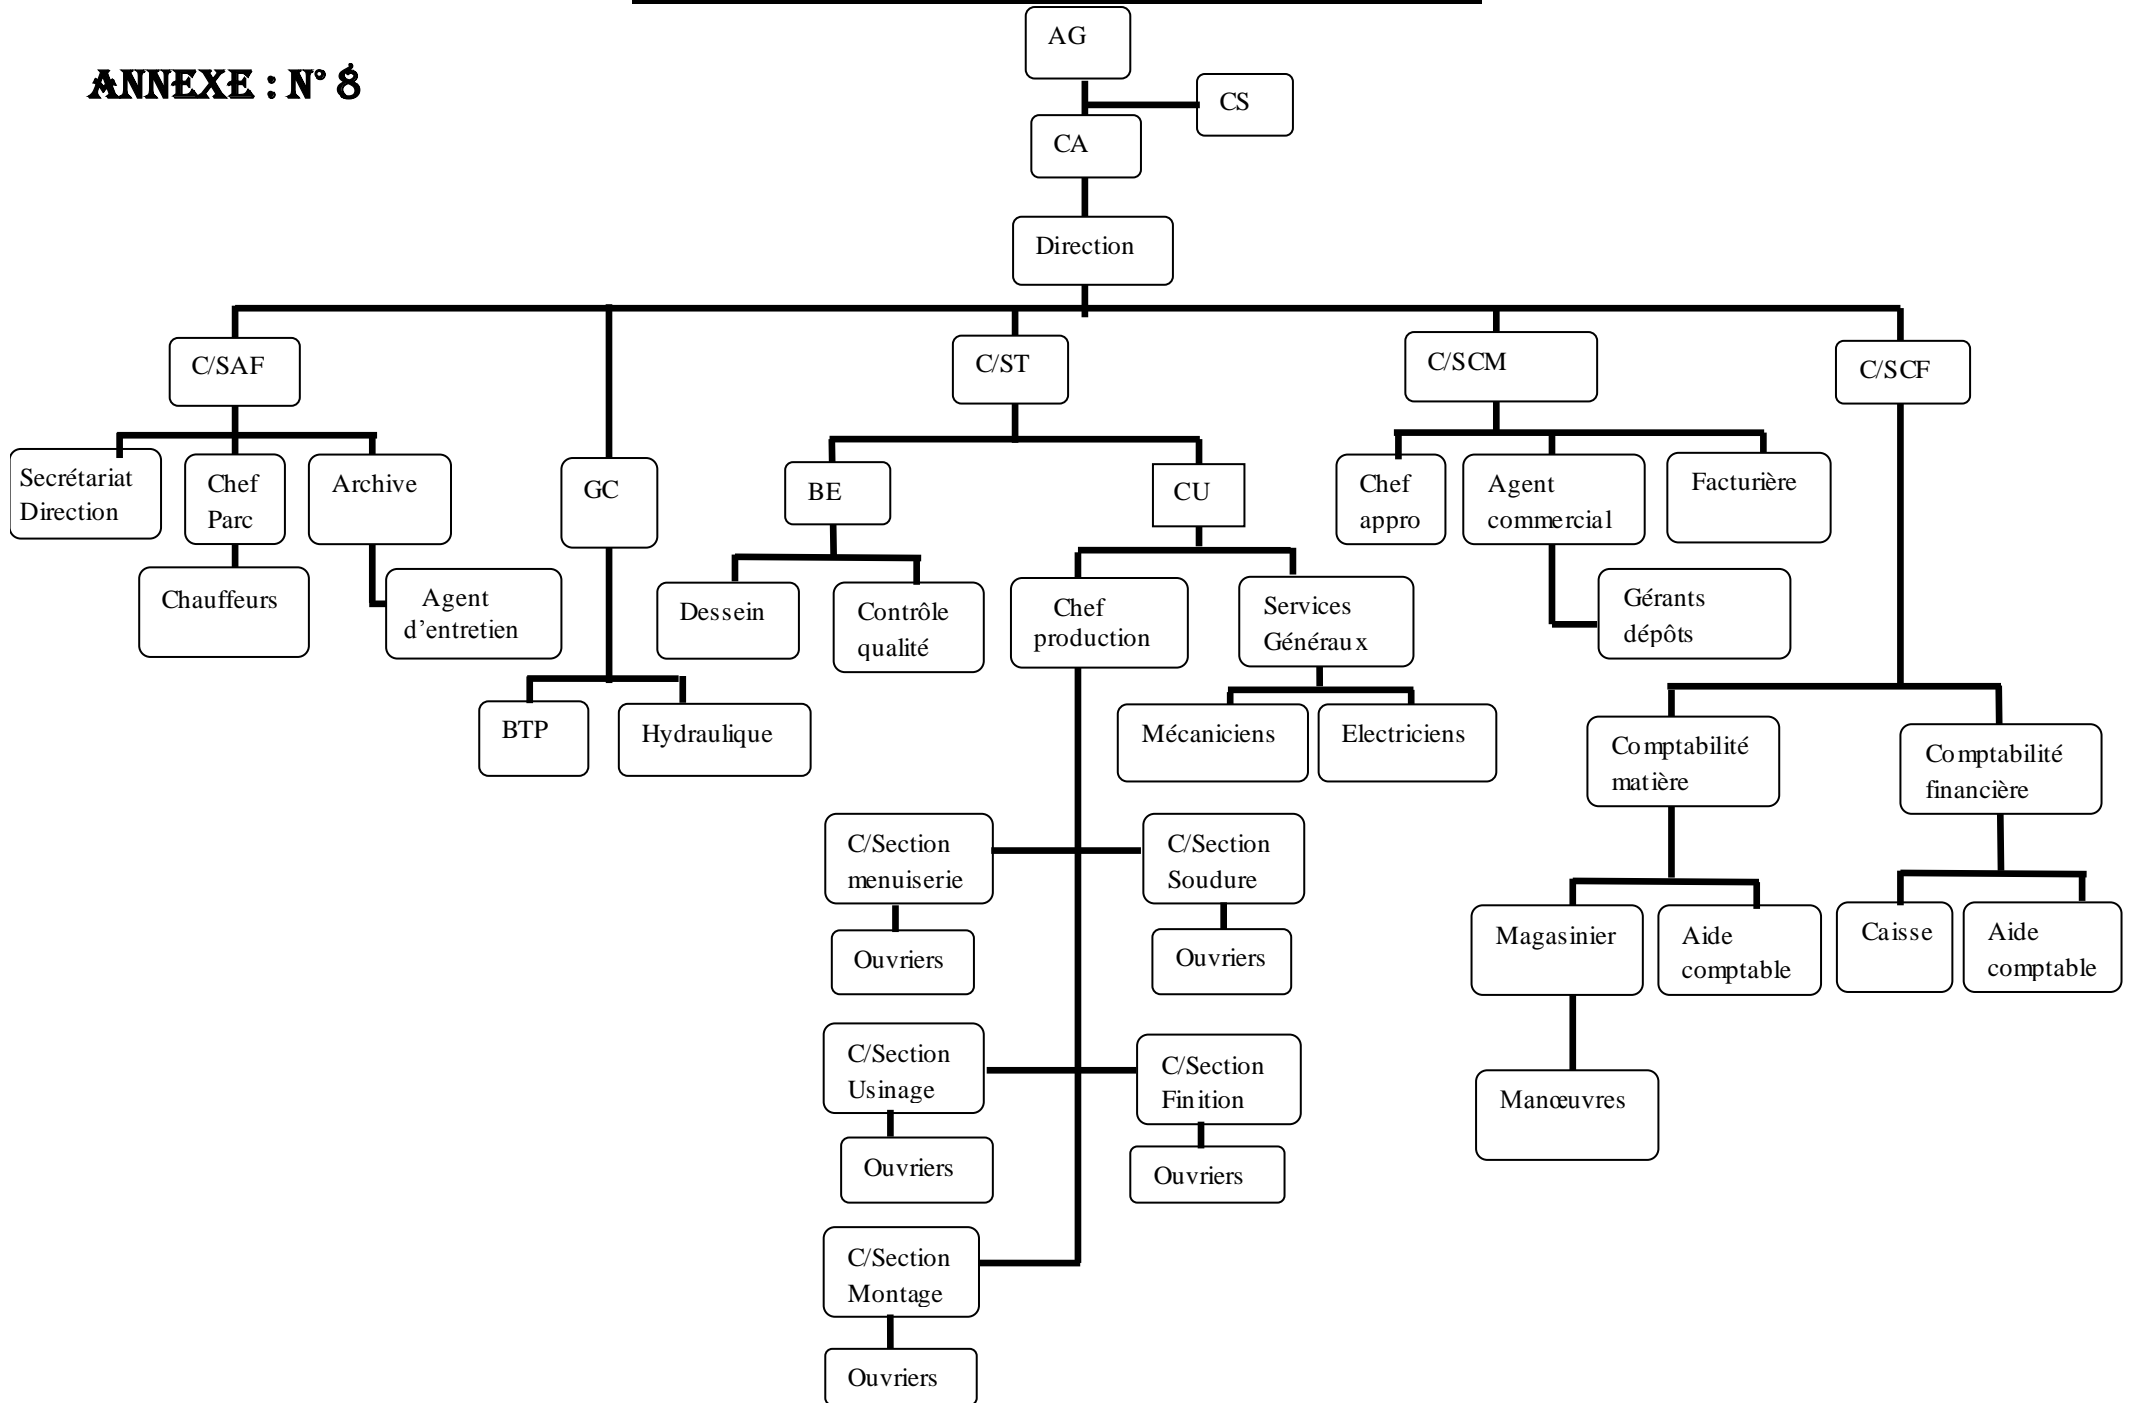 AG
ANNEXE : N° 8
CS
CA
Direction
C/SAF
C/ST
C/SCM
C/SCF
Secrétariat
Direction
Chef
Parc
Archive
GC
BE
CU
Chef
appro
Agent
commercial
Facturière
Chauffeurs
Agent
d’entretien
Dessein
Contrôle
qualité
Chef
production
Services
Généraux
Gérants
dépôts
BTP
Hydraulique
Mécaniciens
Electriciens
Comptabilité
matière
Comptabilité
financière
C/Section
menuiserie
C/Section
Soudure
Ouvriers
Ouvriers
Magasinier
Aide
comptable
Caisse
Aide
comptable
C/Section
Usinage
C/Section
Finition
Manœuvres
Ouvriers
Ouvriers
C/Section
Montage
Ouvriers